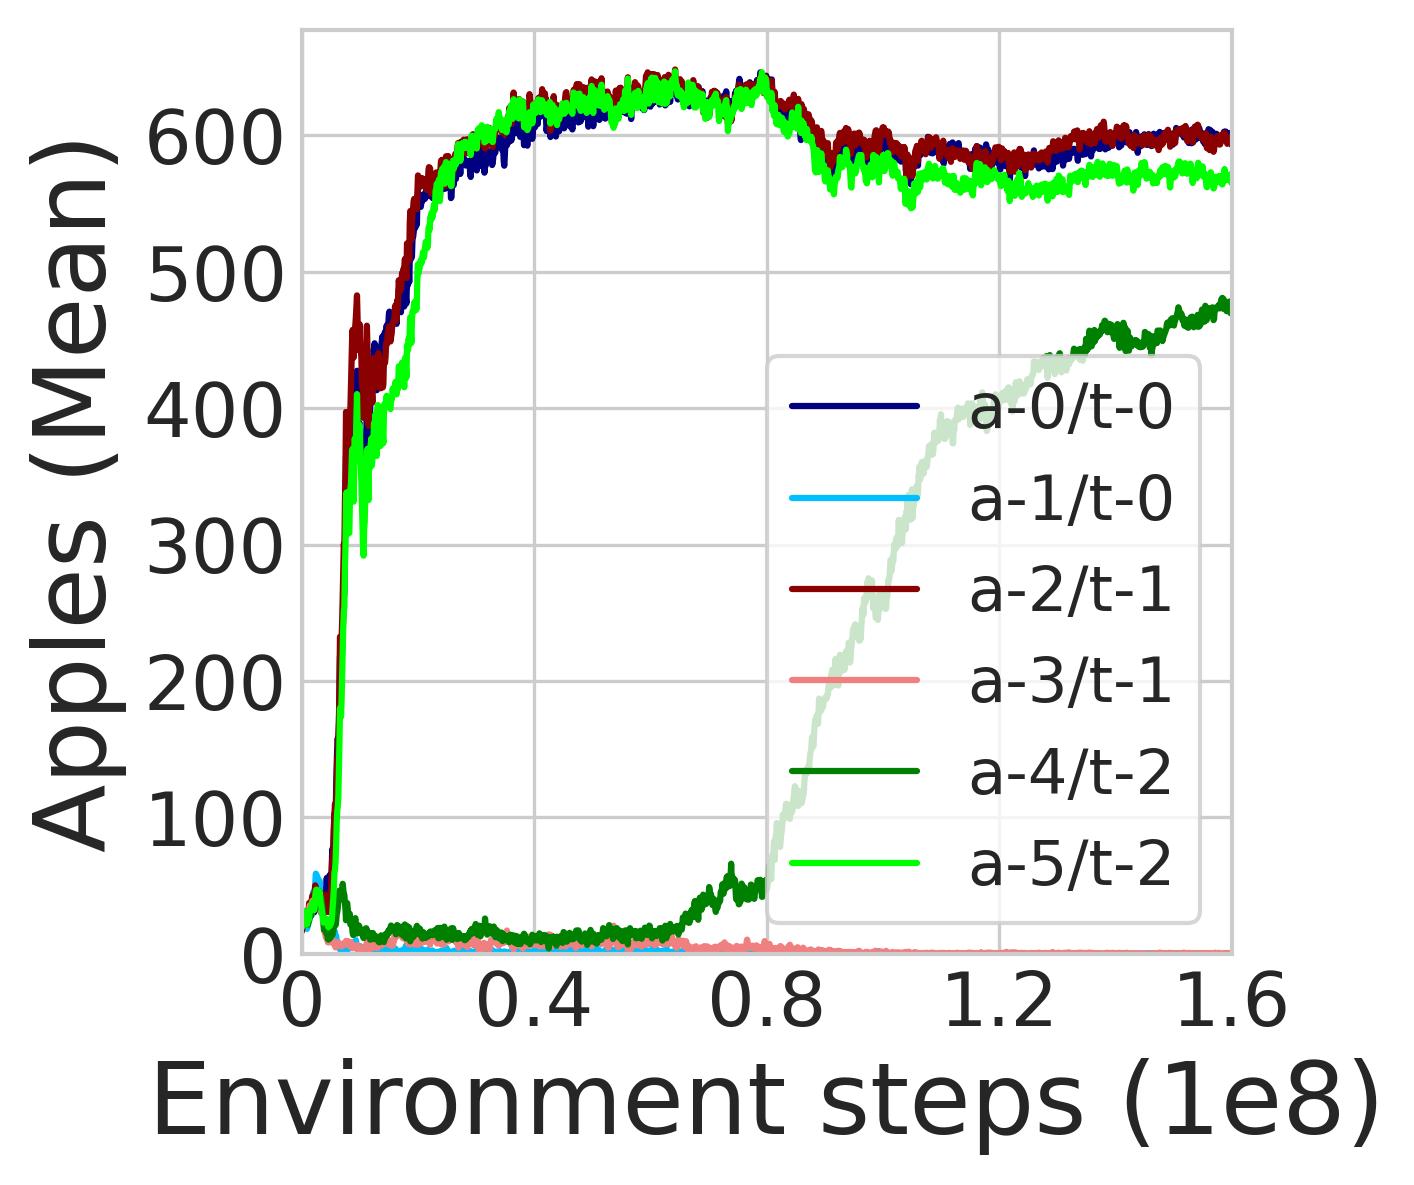 Apples (Mean)
600
500
400
300
200
100
0
a-0/t-0
a-1/t-0
a-2/t-1
a-3/t-1
a-4/t-2
a-5/t-2
0 0.4 0.8 1.2 1.6
Environment steps (1e8)